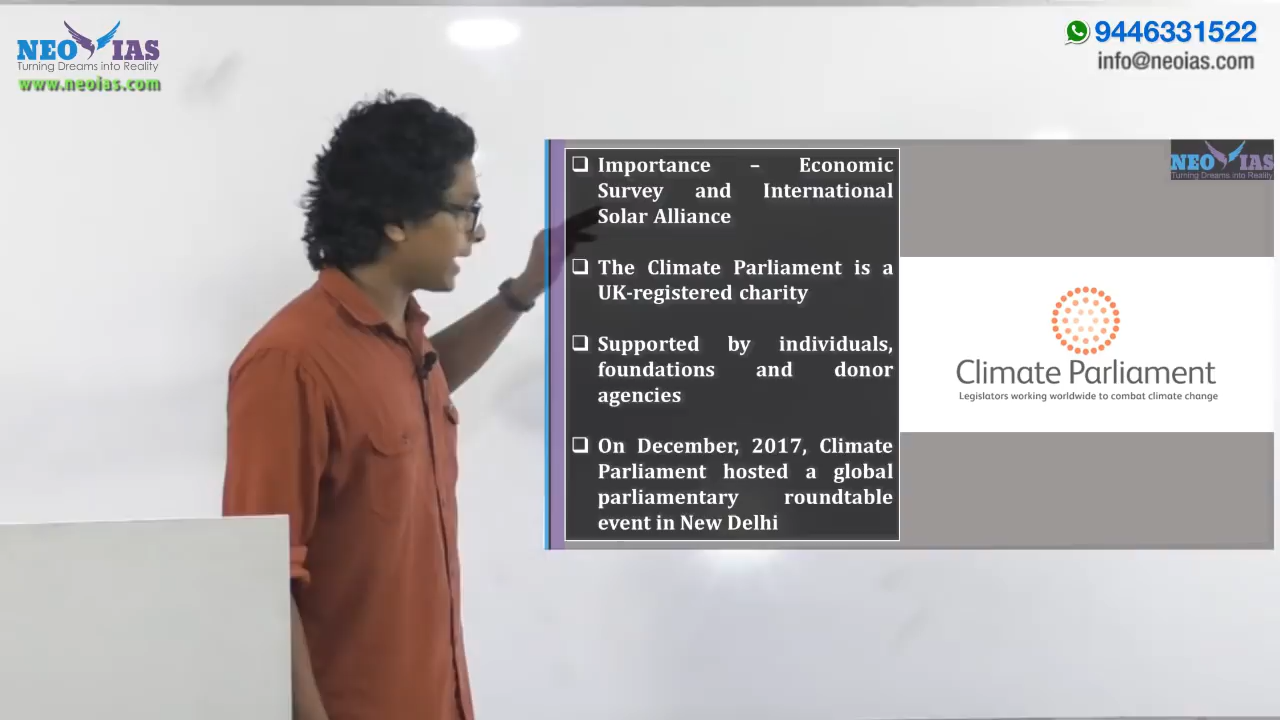 NEO IAS
Turning Dreams into Reality
www.neoias.com
9446331522
info@neoias.com
❑ Importance – Economic
Survey and International
Solar Alliance
❑ The Climate Parliament is a
UK-registered charity
❑ Supported by individuals,
foundations and donor
agencies
❑ On December, 2017, Climate
Parliament hosted a global
parliamentary roundtable
event in New Delhi
NEO IAS
Turning Dreams into Reality
Climate Parliament
Legislators working worldwide to combat climate change